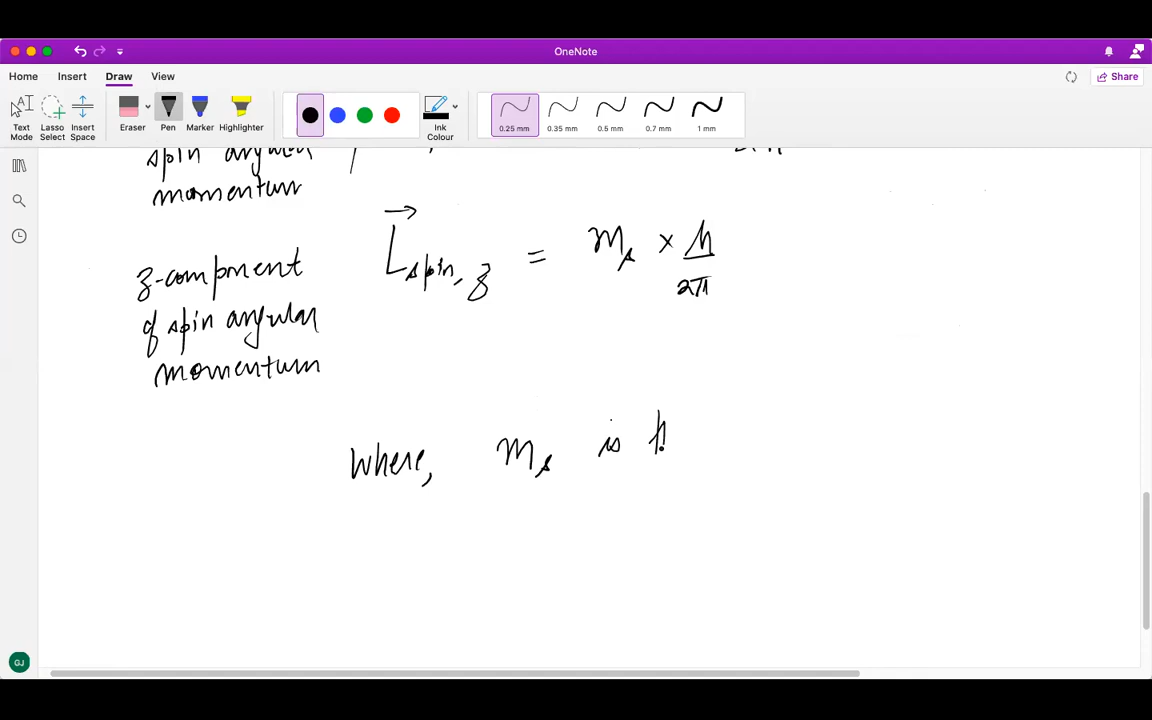 OneNote
Home Insert Draw View
Share
Text Mode
Lasso Select
Insert Space
Eraser
Pen
Marker
Highlighter
Ink Colour
0.25 mm
0.35 mm
0.5 mm
0.7 mm
1 mm
spin angular
momentum
L spin, z = ms × h
2π
z-component
of spin angular
momentum
where, ms is
GJ